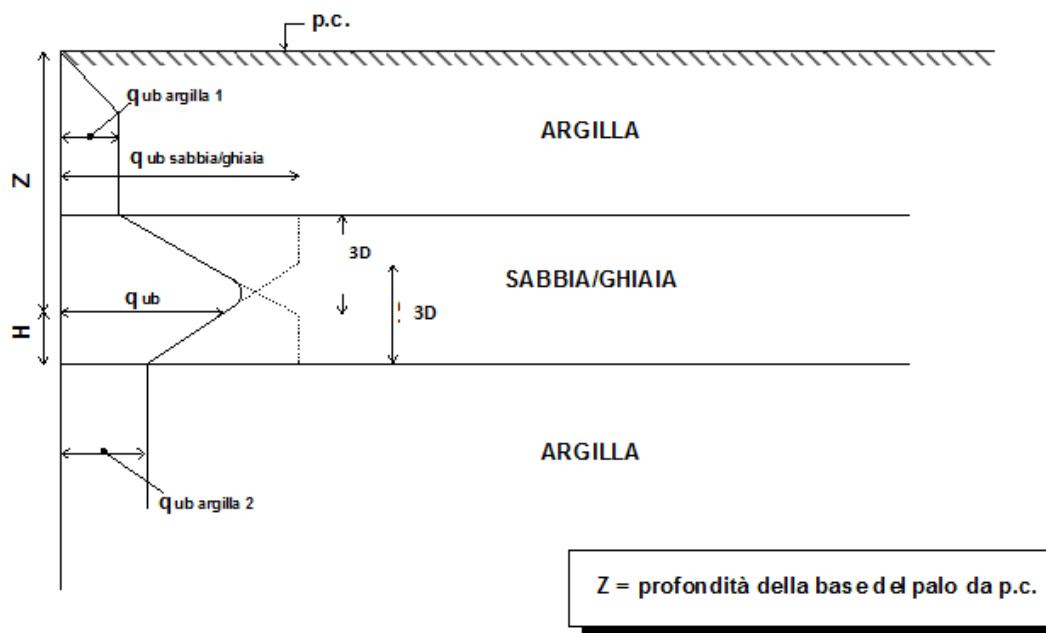 p.c.
q ub argilla 1
ARGILLA
q ub sabbia/ghiaia
Z
3D
SABBIA/GHIAIA
q ub
3D
H
ARGILLA
q ub argilla 2
Z = profondità della base del palo da p.c.